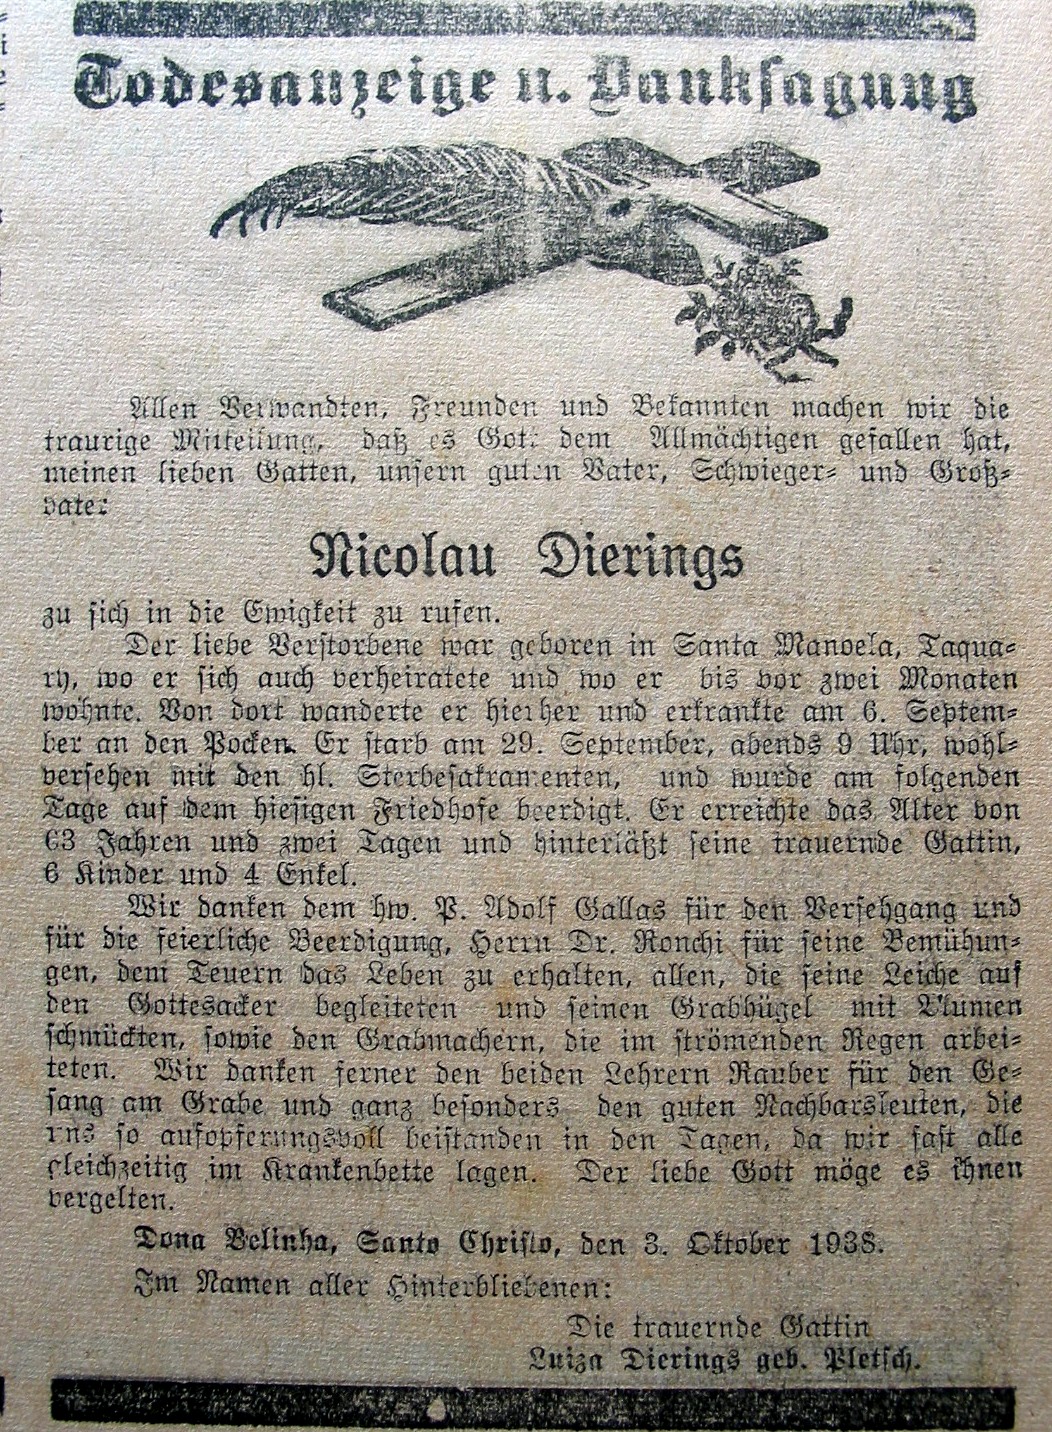 Todesanzeige u. Danksagung
Allen Verwandten, Freunden und Bekannten machen wir die
traurige Mitteilung, daß es Gott dem Allmächtigen gefallen hat,
meinen lieben Gatten, unsern guten Vater, Schwieger- und Groß-
vater
Nicolau Dierings
zu sich in die Ewigkeit zu rufen.
Der liebe Verstorbene war geboren in Santa Manoela, Taqua-
ry, wo er sich auch verheiratete und wo er bis vor zwei Monaten
wohnte. Von dort wanderte er hierher und erkrankte am 6. Septem-
ber an den Pocken. Er starb am 29. September, abends 9 Uhr, wohl-
versehen mit den hl. Sterbesakramenten, und wurde am folgenden
Tage auf dem hiesigen Friedhofe beerdigt. Er erreichte das Alter von
63 Jahren und zwei Tagen und hinterläßt seine trauernde Gattin,
6 Kinder und 4 Enkel.
Wir danken dem hw. P. Adolf Gallas für den Versehgang und
für die feierliche Beerdigung, Herrn Dr. Ronchi für seine Bemühun-
gen, dem Teuern das Leben zu erhalten, allen, die seine Leiche auf
den Gottesacker begleiteten und seinen Grabhügel mit Blumen
schmückten, sowie den Grabmachern, die im strömenden Regen arbei-
teten. Wir danken ferner den beiden Lehrern Rauber für den Ge-
sang am Grabe und ganz besonders den guten Nachbarsleuten, die
uns so aufopferungsvoll beistanden in den Tagen, da wir fast alle
gleichzeitig im Krankenbette lagen. Der liebe Gott möge es ihnen
vergelten.
Dona Belinha, Santo Christo, den 3. Oktober 1938.
Im Namen aller Hinterbliebenen:
Die trauernde Gattin
Luiza Dierings geb. Pletsch.